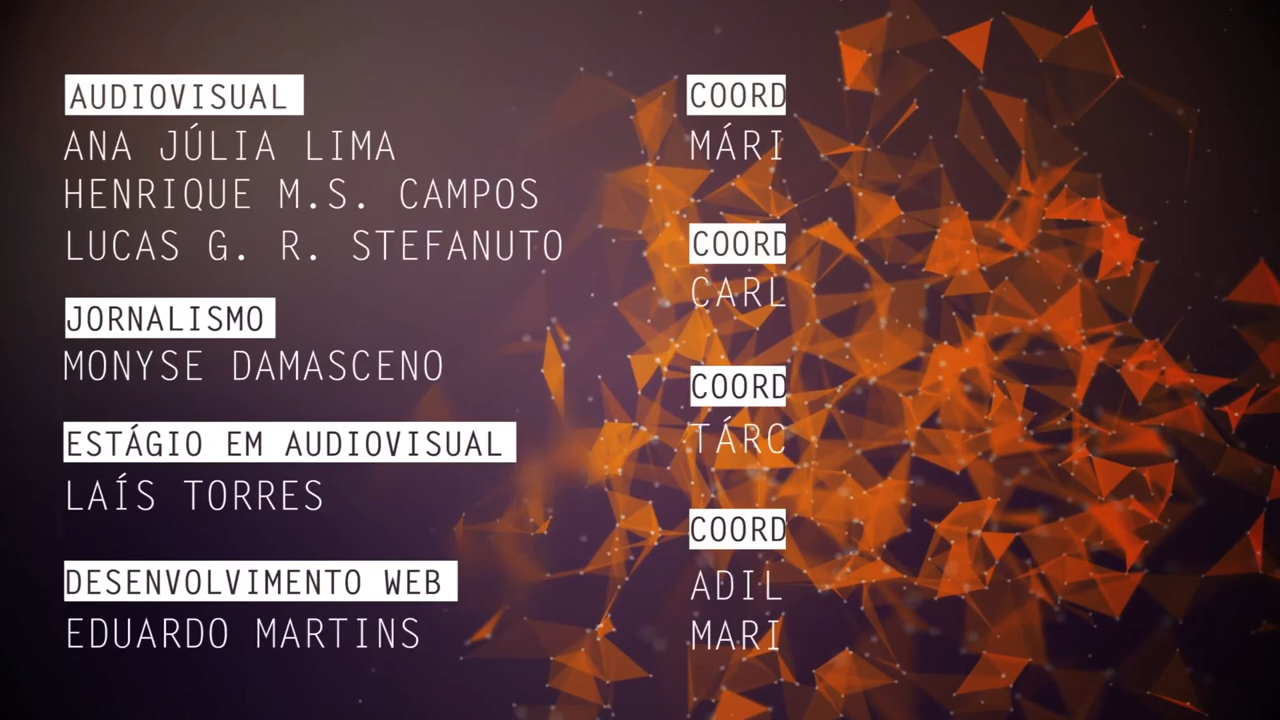 AUDIOVISUAL
ANA JÚLIA LIMA
HENRIQUE M.S. CAMPOS
LUCAS G. R. STEFANUTO
JORNALISMO
MONYSE DAMASCENO
ESTÁGIO EM AUDIOVISUAL
LAÍS TORRES
DESENVOLVIMENTO WEB
EDUARDO MARTINS
COORD
MÁRI
COORD
CARL
COORD
TÁRC
COORD
ADIL
MARI